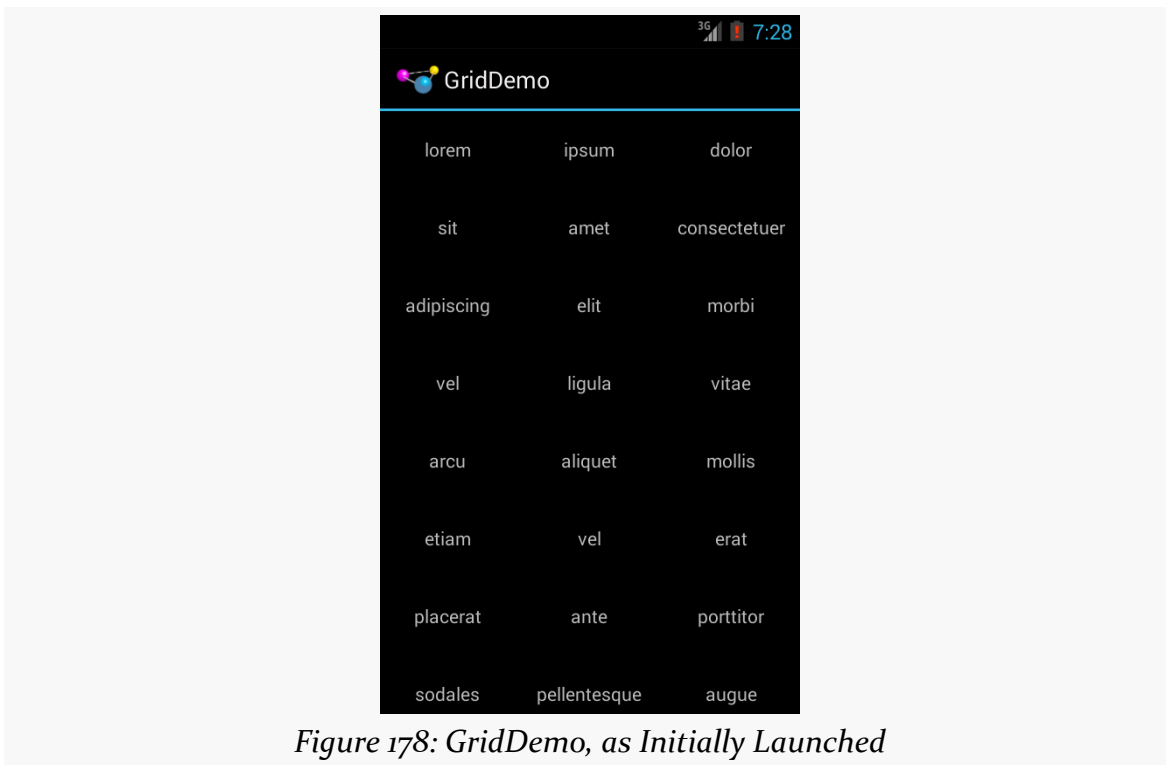 3G 7:28
GridDemo
lorem ipsum dolor
sit amet consectetuer
adipiscing elit morbi
vel ligula vitae
arcu aliquet mollis
etiam vel erat
placerat ante porttitor
sodales pellentesque augue
Figure 178: GridDemo, as Initially Launched